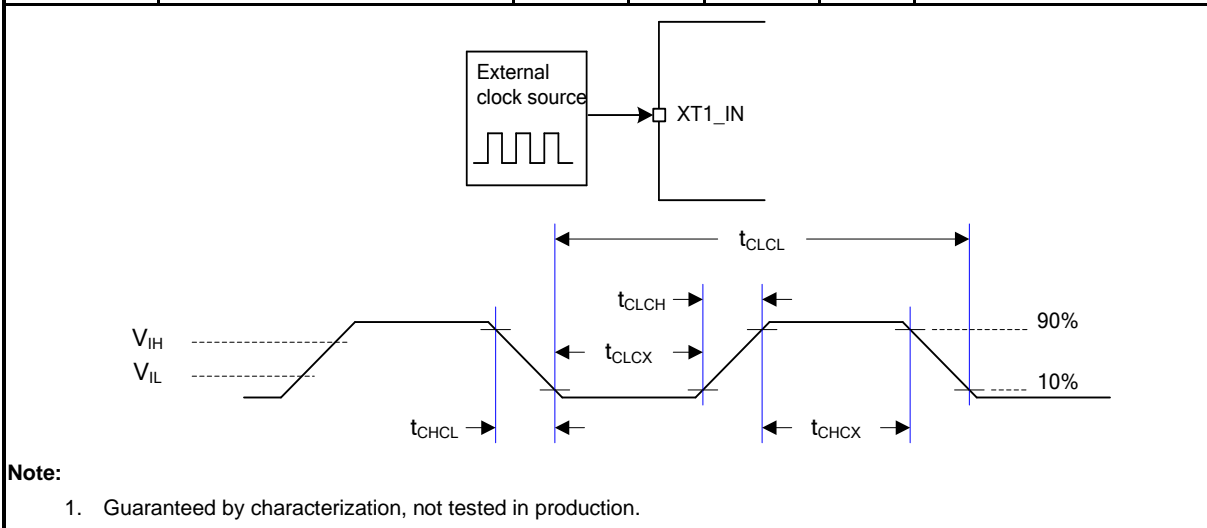 External
clock source
XT1_IN
tCLCL
tCLCH
90%
VIH
tCLCX
VIL
10%
tCHCL
tCHCX
Note:
1. Guaranteed by characterization, not tested in production.